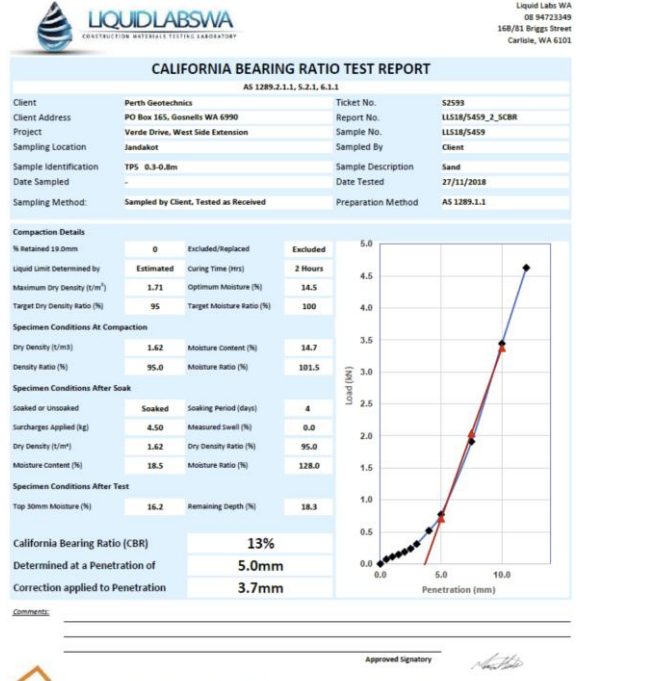 LIQUIDLABSWA
CONSTRUCTION MATERIALS TESTING LABORATORY
Liquid Labs WA
08 94723349
16B/81 Briggs Street
Carlisle, WA 6101
CALIFORNIA BEARING RATIO TEST REPORT
AS 1289.2.1.1, 5.2.1, 6.1.1
Client Perth Geotechnics Ticket No. S2593
Client Address PO Box 165, Gosnells WA 6990 Report No. LLS18/5459_2_SCBR
Project Verde Drive, West Side Extension Sample No. LLS18/5459
Sampling Location Jandakot Sampled By Client
Sample Identification TP5 0.3-0.8m Sample Description Sand
Date Sampled - Date Tested 27/11/2018
Sampling Method: Sampled by Client, Tested as Received Preparation Method AS 1289.1.1
Compaction Details
% Retained 19.0mm 0 Excluded/Replaced Excluded
Liquid Limit Determined by Estimated Curing Time (Hrs) 2 Hours
Maximum Dry Density (t/m³) 1.71 Optimum Moisture (%) 14.5
Target Dry Density Ratio (%) 95 Target Moisture Ratio (%) 100
Specimen Conditions At Compaction
Dry Density (t/m3) 1.62 Moisture Content (%) 14.7
Density Ratio (%) 95.0 Moisture Ratio (%) 101.5
Specimen Conditions After Soak
Soaked or Unsoaked Soaked Soaking Period (days) 4
Surcharges Applied (kg) 4.50 Measured Swell (%) 0.0
Dry Density (t/m³) 1.62 Dry Density Ratio (%) 95.0
Moisture Content (%) 18.5 Moisture Ratio (%) 128.0
Specimen Conditions After Test
Top 30mm Moisture (%) 16.2 Remaining Depth (%) 18.3
California Bearing Ratio (CBR) 13%
Determined at a Penetration of 5.0mm
Correction applied to Penetration 3.7mm
5.0
4.5
4.0
3.5
3.0
2.5
2.0
1.5
1.0
0.5
0.0
Load (kN)
0.0 5.0 10.0
Penetration (mm)
Comments:
Approved Signatory